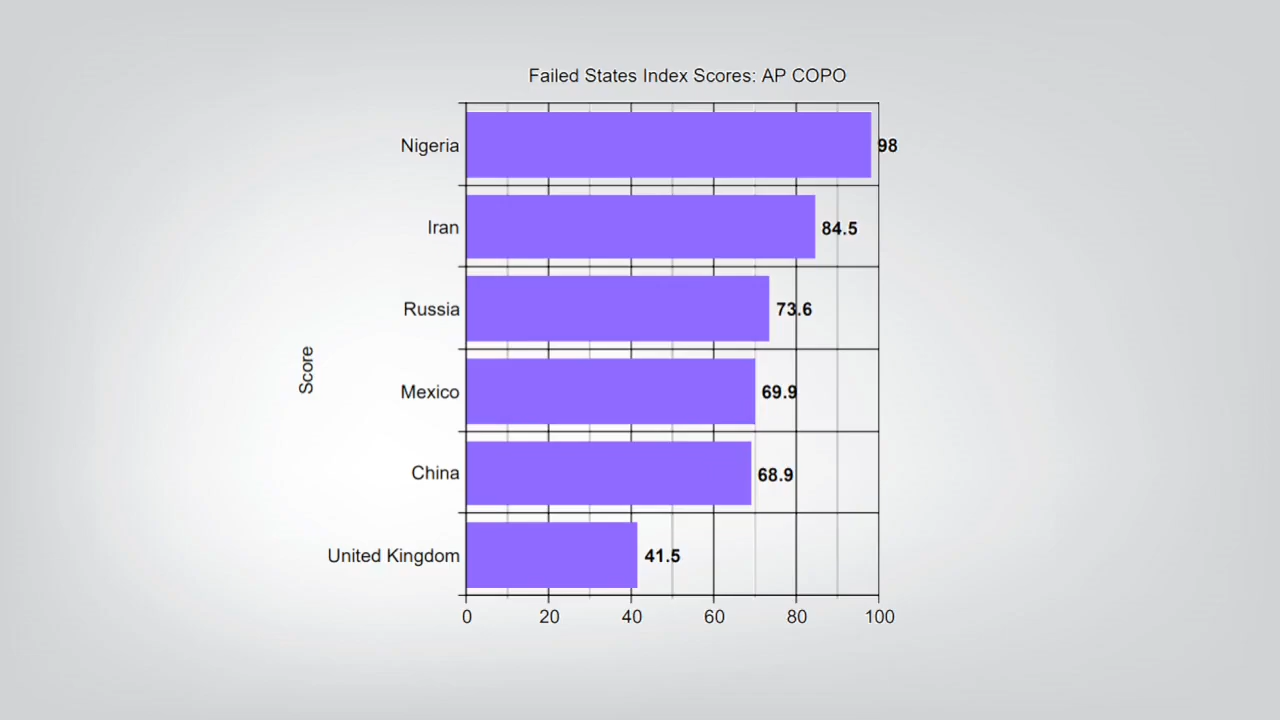 Failed States Index Scores: AP COPO
Nigeria 98
Iran 84.5
Russia 73.6
Score
Mexico 69.9
China 68.9
United Kingdom 41.5
0 20 40 60 80 100